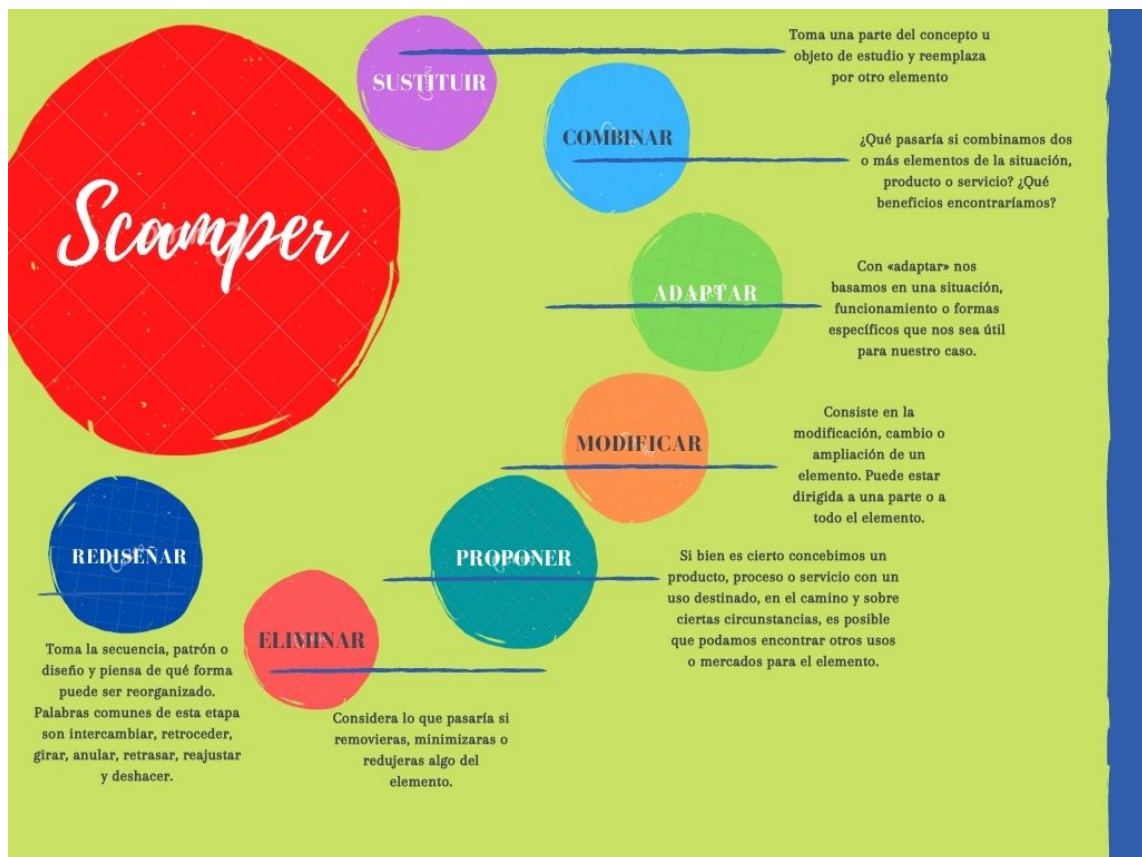 Scamper
SUSTITUIR
Toma una parte del concepto u
objeto de estudio y reemplaza
por otro elemento
COMBINAR
¿Qué pasaría si combinamos dos
o más elementos de la situación,
producto o servicio? ¿Qué
beneficios encontraríamos?
ADAPTAR
Con «adaptar» nos
basamos en una situación,
funcionamiento o formas
específicos que nos sea útil
para nuestro caso.
MODIFICAR
Consiste en la
modificación, cambio o
ampliación de un
elemento. Puede estar
dirigida a una parte o a
todo el elemento.
PROPONER
Si bien es cierto concebimos un
producto, proceso o servicio con un
uso destinado, en el camino y sobre
ciertas circunstancias, es posible
que podamos encontrar otros usos
o mercados para el elemento.
ELIMINAR
Considera lo que pasaría si
removieras, minimizaras o
redujeras algo del
elemento.
REDISEÑAR
Toma la secuencia, patrón o
diseño y piensa de qué forma
puede ser reorganizado.
Palabras comunes de esta etapa
son intercambiar, retroceder,
girar, anular, retrasar, reajustar
y deshacer.